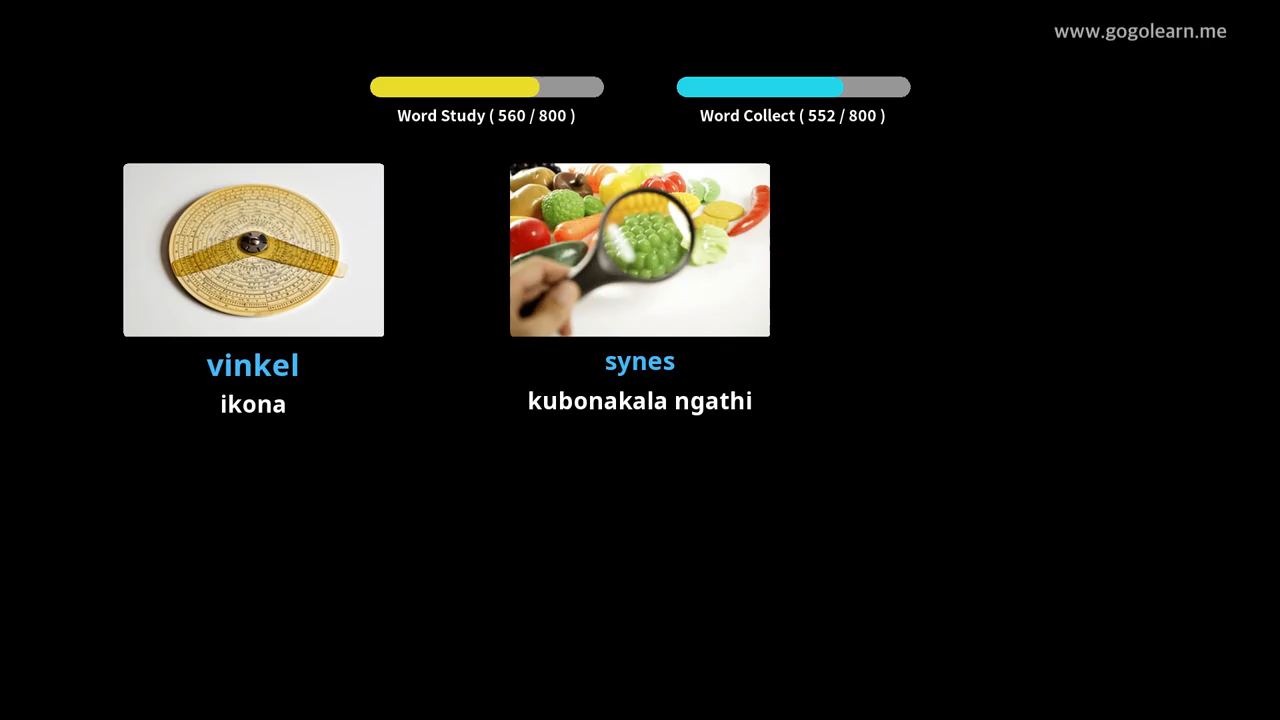 www.gogolearn.me
Word Study ( 560 / 800 )
Word Collect ( 552 / 800 )
vinkel
ikona
synes
kubonakala ngathi